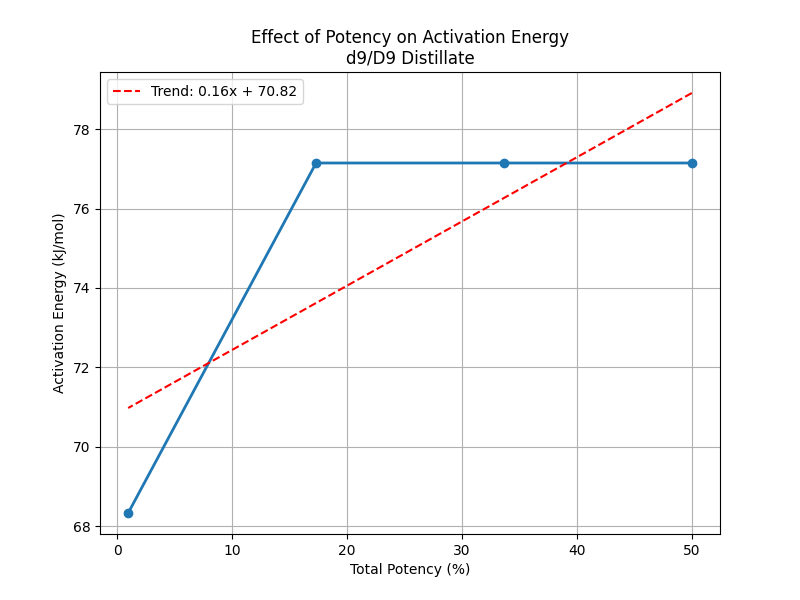 Effect of Potency on Activation Energy
d9/D9 Distillate
Trend: 0.16x + 70.82
Activation Energy (kJ/mol)
78
76
74
72
70
68
0 10 20 30 40 50
Total Potency (%)